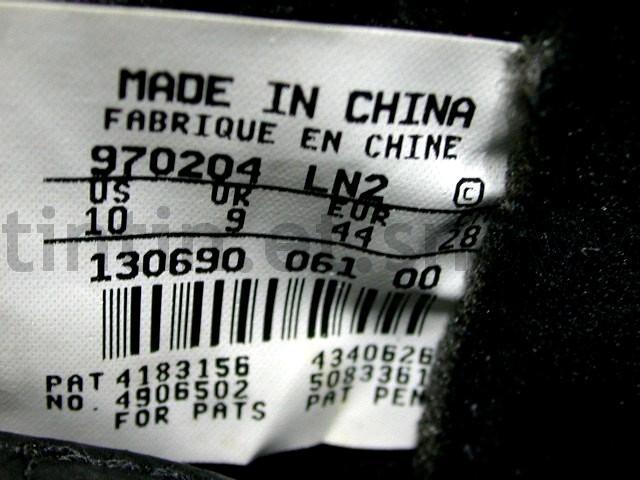 MADE IN CHINA
FABRIQUE EN CHINE
970204 LN2
US UK EUR
10 9 44 28
130690 061 00
PAT 4183156 4340626
NO. 4906502 5083361
FOR PATS PAT PEN